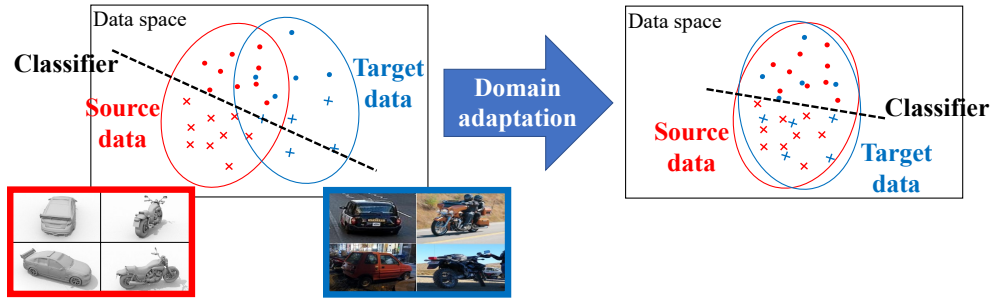 Data space
Classifier
Source
data
Target
data
Domain
adaptation
Data space
Classifier
Source
data
Target
data